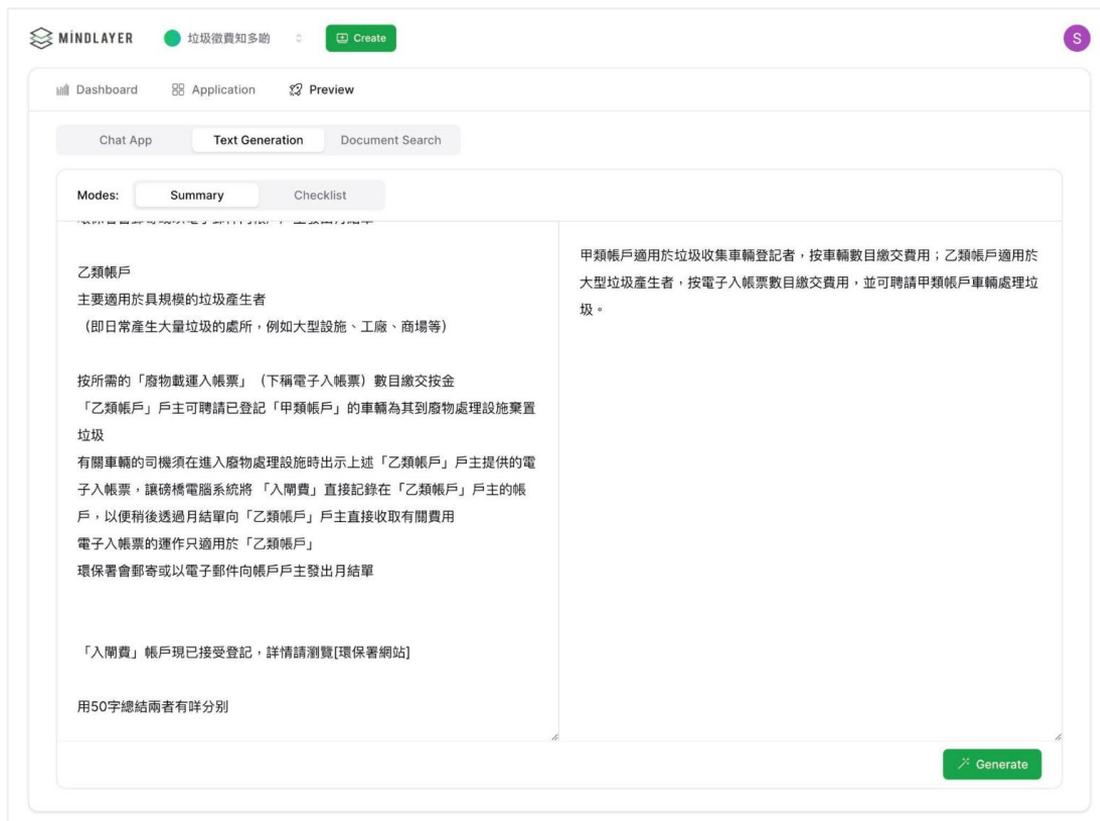 MINDLAYER
垃圾徵費知多啲
Create
S
Dashboard
Application
Preview
Chat App
Text Generation
Document Search
Modes:
Summary
Checklist
乙類帳戶
主要適用於具規模的垃圾產生者
（即日常產生大量垃圾的處所，例如大型設施、工廠、商場等）
按所需的「廢物載運入帳票」（下稱電子入帳票）數目繳交按金
「乙類帳戶」戶主可聘請已登記「甲類帳戶」的車輛為其到廢物處理設施棄置
垃圾
有關車輛的司機須在進入廢物處理設施時出示上述「乙類帳戶」戶主提供的電
子入帳票，讓磅橋電腦系統將 「入閘費」直接記錄在「乙類帳戶」戶主的帳
戶，以便稍後透過月結單向「乙類帳戶」戶主直接收取有關費用
電子入帳票的運作只適用於「乙類帳戶」
環保署會郵寄或以電子郵件向帳戶戶主發出月結單
「入閘費」帳戶現已接受登記，詳情請瀏覽[環保署網站]
用50字總結兩者有咩分別
甲類帳戶適用於垃圾收集車輛登記者，按車輛數目繳交費用；乙類帳戶適用於
大型垃圾產生者，按電子入帳票數目繳交費用，並可聘請甲類帳戶車輛處理垃
圾。
Generate